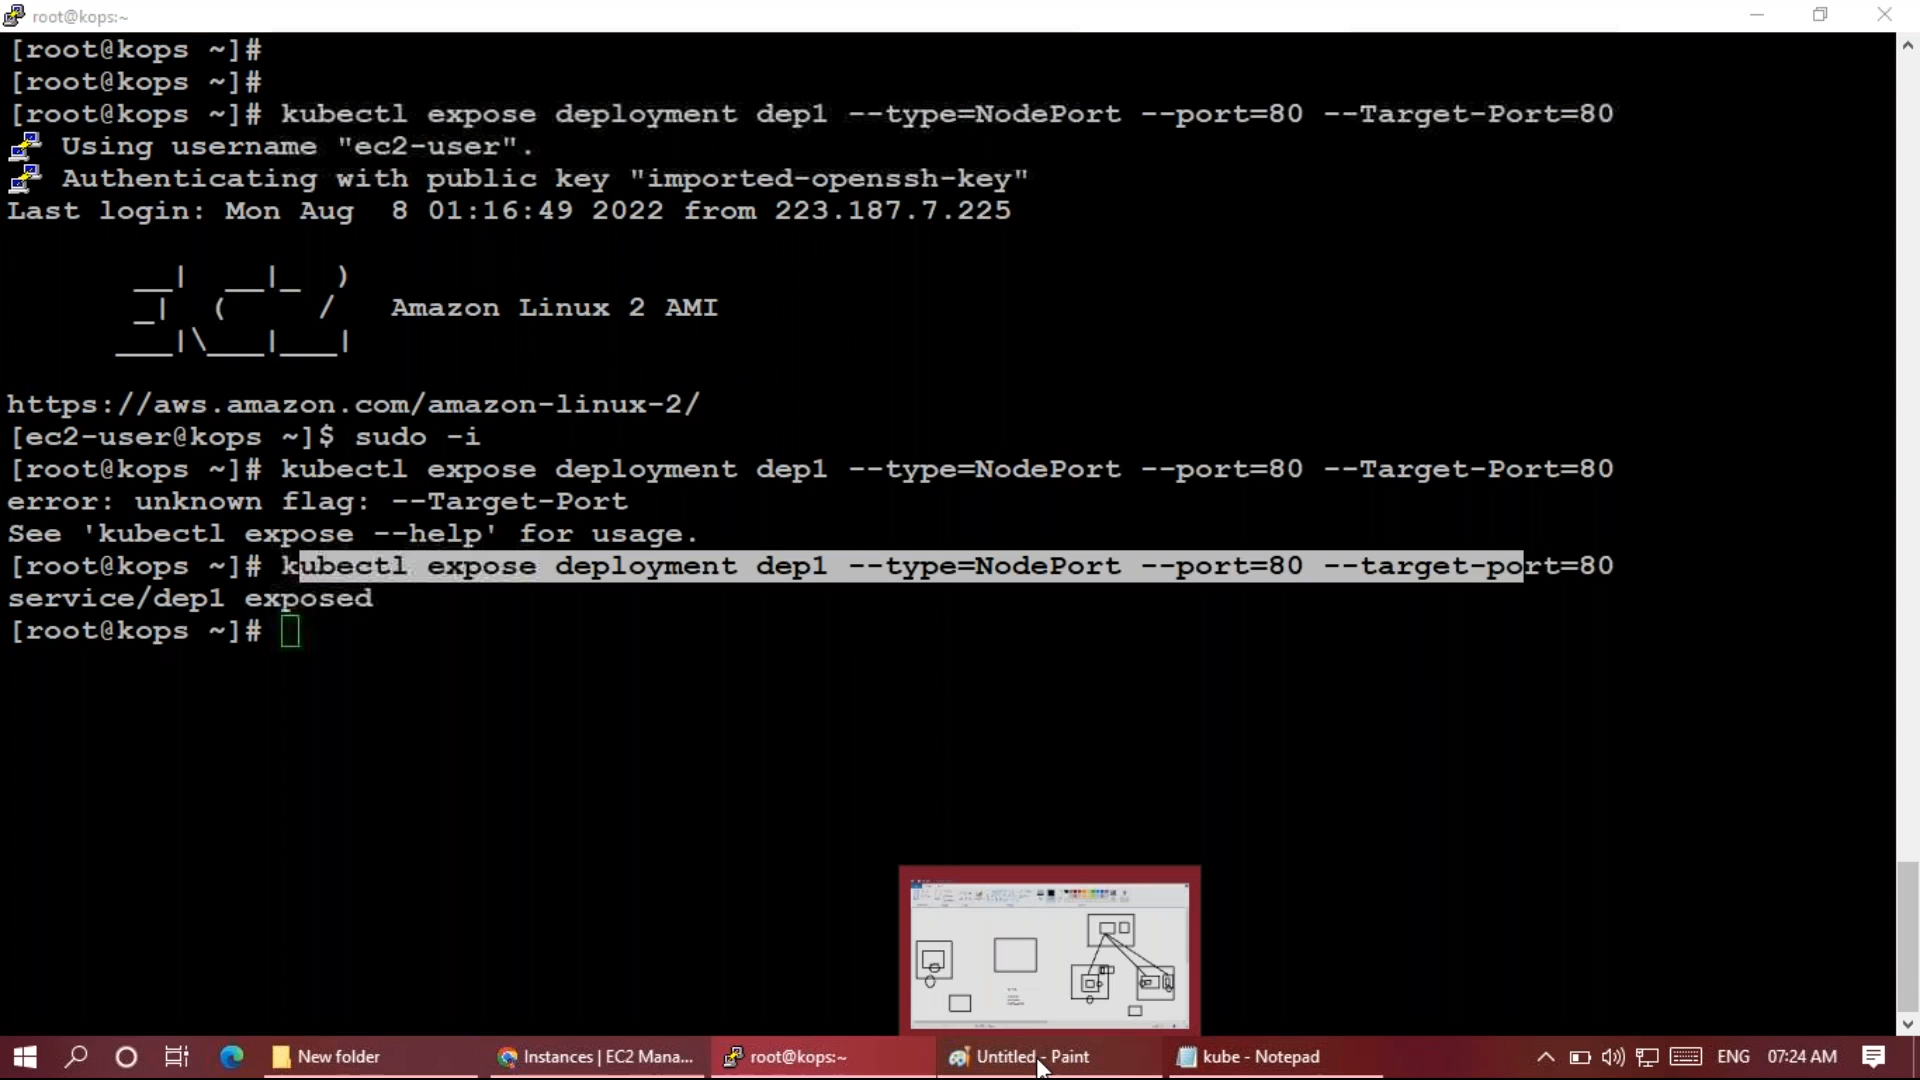 root@kops:~
[root@kops ~]#
[root@kops ~]#
[root@kops ~]# kubectl expose deployment dep1 --type=NodePort --port=80 --Target-Port=80
Using username "ec2-user".
Authenticating with public key "imported-openssh-key"
Last login: Mon Aug  8 01:16:49 2022 from 223.187.7.225
__|  __|_  )
_|  (     /   Amazon Linux 2 AMI
___|\___|___|
https://aws.amazon.com/amazon-linux-2/
[ec2-user@kops ~]$ sudo -i
[root@kops ~]# kubectl expose deployment dep1 --type=NodePort --port=80 --Target-Port=80
error: unknown flag: --Target-Port
See 'kubectl expose --help' for usage.
[root@kops ~]# kubectl expose deployment dep1 --type=NodePort --port=80 --target-port=80
service/dep1 exposed
[root@kops ~]#
New folder
Instances | EC2 Mana...
root@kops:~
Untitled - Paint
kube - Notepad
ENG
07:24 AM